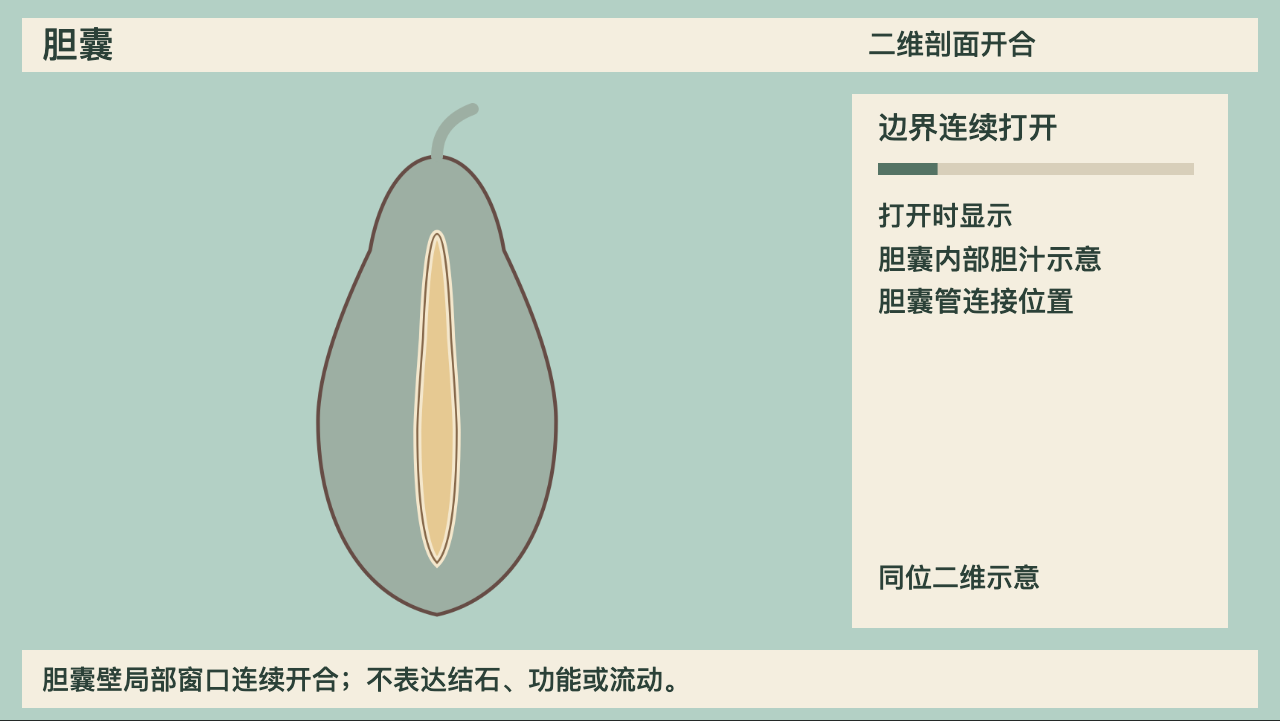 胆囊
二维剖面开合
边界连续打开
打开时显示
胆囊内部胆汁示意
胆囊管连接位置
同位二维示意
胆囊壁局部窗口连续开合；不表达结石、功能或流动。